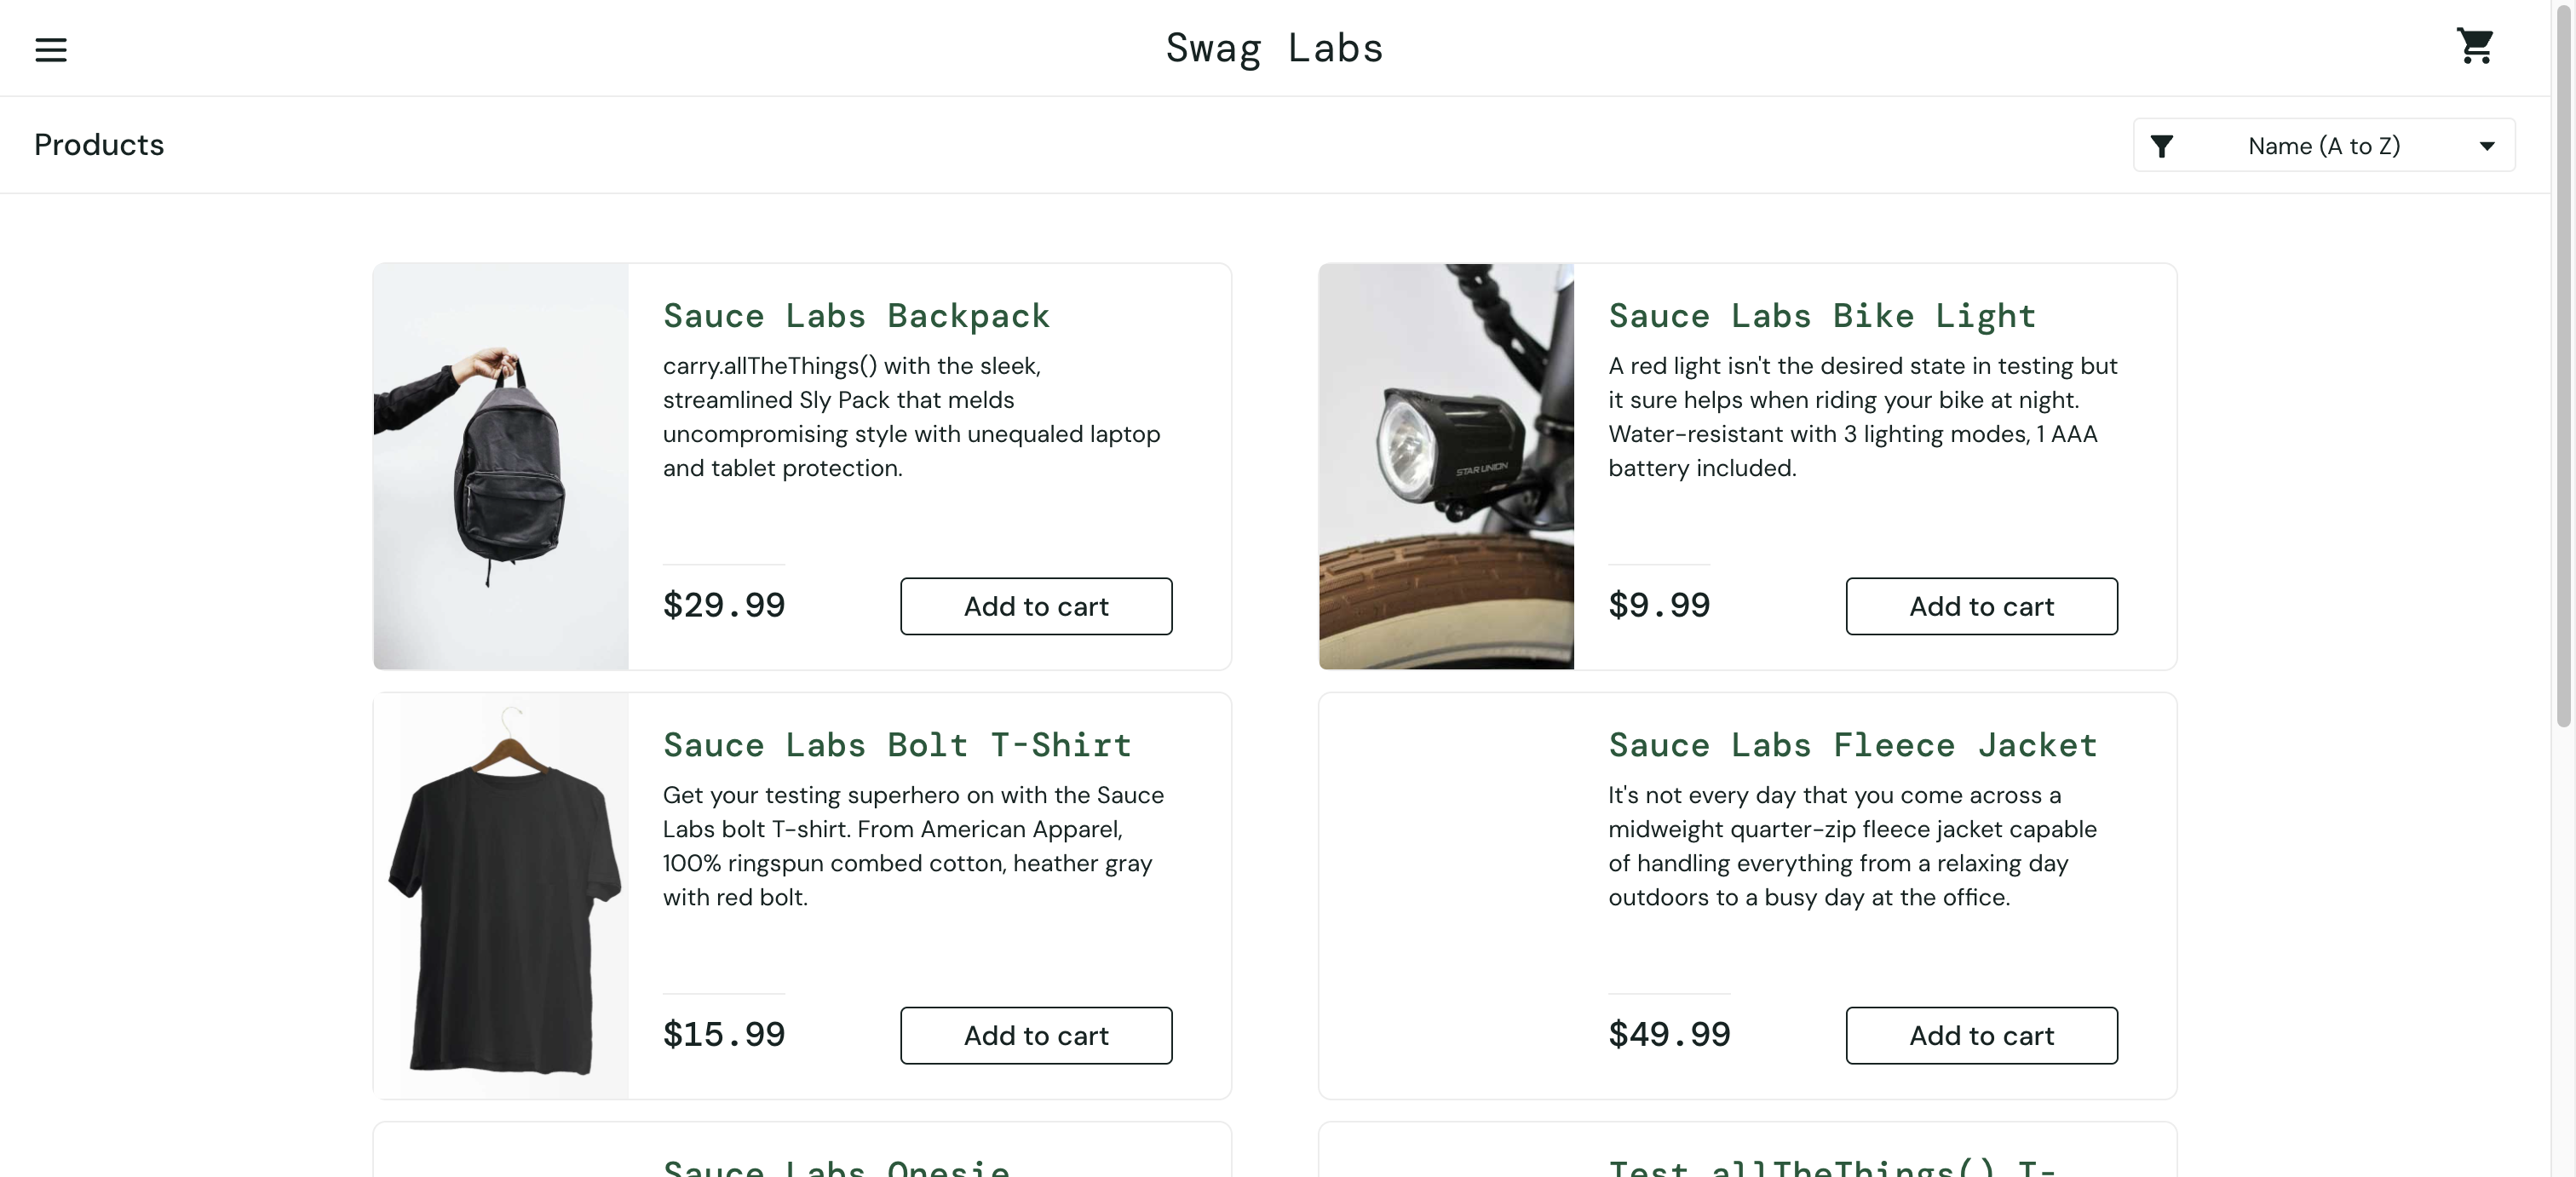 Swag Labs
Products
Name (A to Z)
Sauce Labs Backpack
carry.allTheThings() with the sleek,
streamlined Sly Pack that melds
uncompromising style with unequaled laptop
and tablet protection.
$29.99
Add to cart
Sauce Labs Bike Light
A red light isn't the desired state in testing but
it sure helps when riding your bike at night.
Water-resistant with 3 lighting modes, 1 AAA
battery included.
STAR UNION
$9.99
Add to cart
Sauce Labs Bolt T-Shirt
Get your testing superhero on with the Sauce
Labs bolt T-shirt. From American Apparel,
100% ringspun combed cotton, heather gray
with red bolt.
$15.99
Add to cart
Sauce Labs Fleece Jacket
It's not every day that you come across a
midweight quarter-zip fleece jacket capable
of handling everything from a relaxing day
outdoors to a busy day at the office.
$49.99
Add to cart
Sauce Labs Onesie
Test.allTheThings() T-